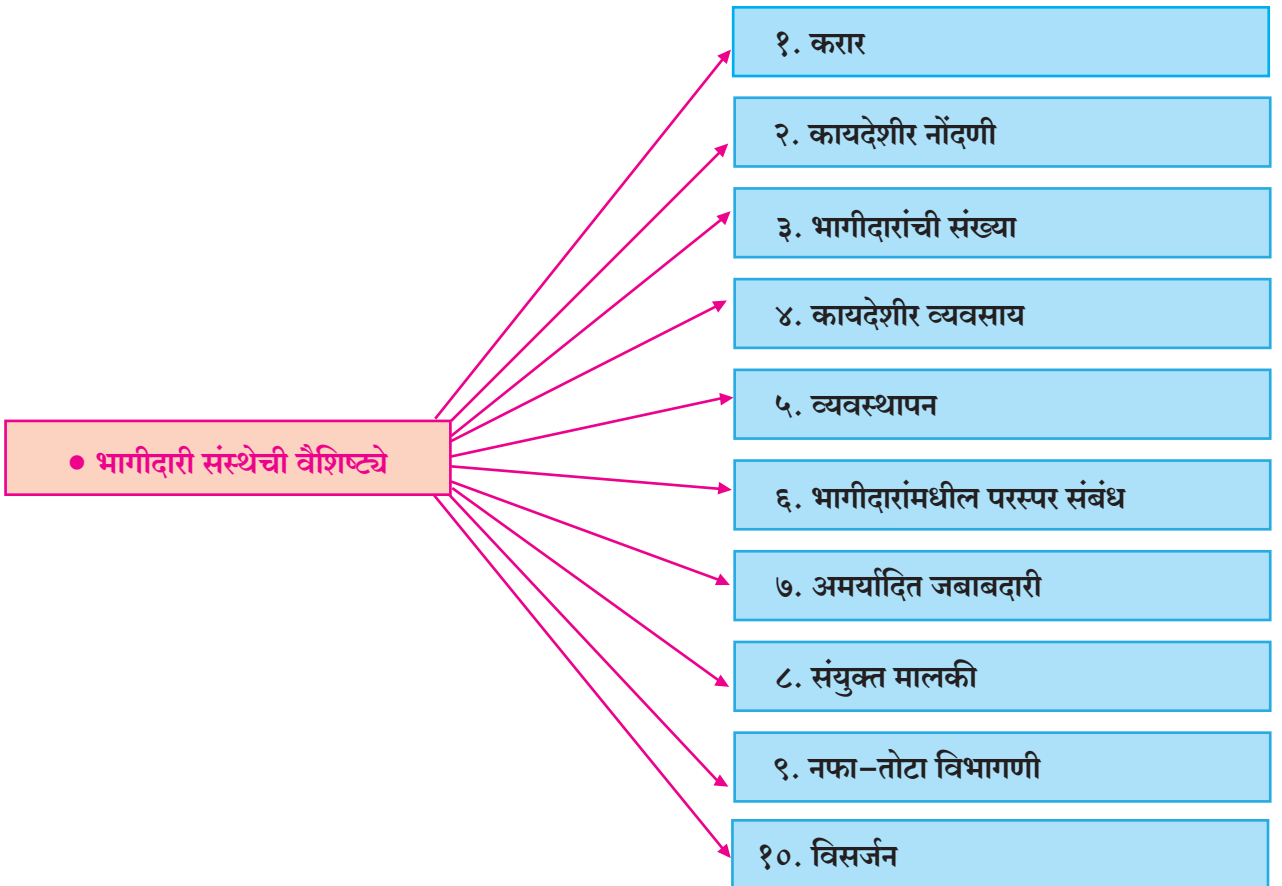 १. करार
२. कायदेशीर नोंदणी
३. भागीदारांची संख्या
४. कायदेशीर व्यवसाय
५. व्यवस्थापन
• भागीदारी संस्थेची वैशिष्ट्ये
६. भागीदारांमधील परस्पर संबंध
७. अमर्यादित जबाबदारी
८. संयुक्त मालकी
९. नफा-तोटा विभागणी
१०. विसर्जन